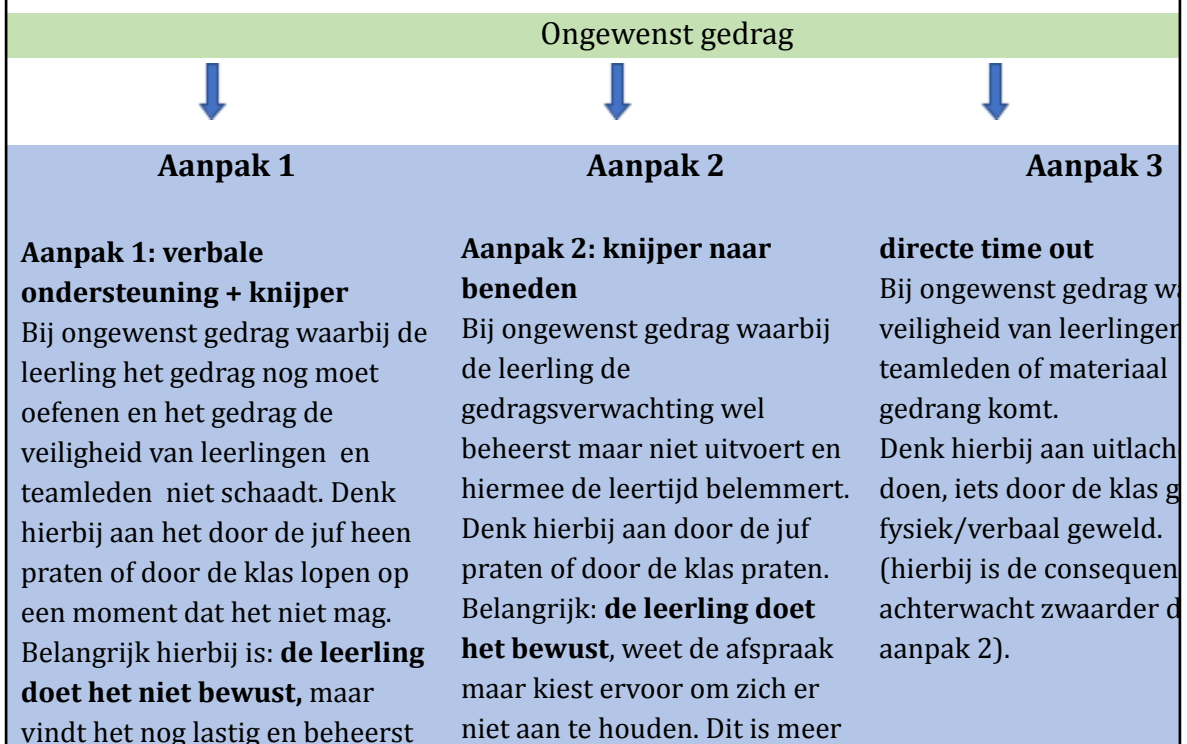 Ongewenst gedrag
Aanpak 1
Aanpak 2
Aanpak 3
Aanpak 1: verbale
ondersteuning + knijper
Bij ongewenst gedrag waarbij de
leerling het gedrag nog moet
oefenen en het gedrag de
veiligheid van leerlingen en
teamleden niet schaadt. Denk
hierbij aan het door de juf heen
praten of door de klas lopen op
een moment dat het niet mag.
Belangrijk hierbij is: de leerling
doet het niet bewust, maar
vindt het nog lastig en beheerst
Aanpak 2: knijper naar
beneden
Bij ongewenst gedrag waarbij
de leerling de
gedragsverwachting wel
beheerst maar niet uitvoert en
hiermee de leertijd belemmert.
Denk hierbij aan door de juf
praten of door de klas praten.
Belangrijk: de leerling doet
het bewust, weet de afspraak
maar kiest ervoor om zich er
niet aan te houden. Dit is meer
directe time out
Bij ongewenst gedrag
veiligheid van
teamleden of materiaal
gedrang komt.
Denk hierbij aan
doen, iets door de klas
fysiek/verbaal geweld.
(hierbij is de
achterwacht zwaarder
aanpak 2).